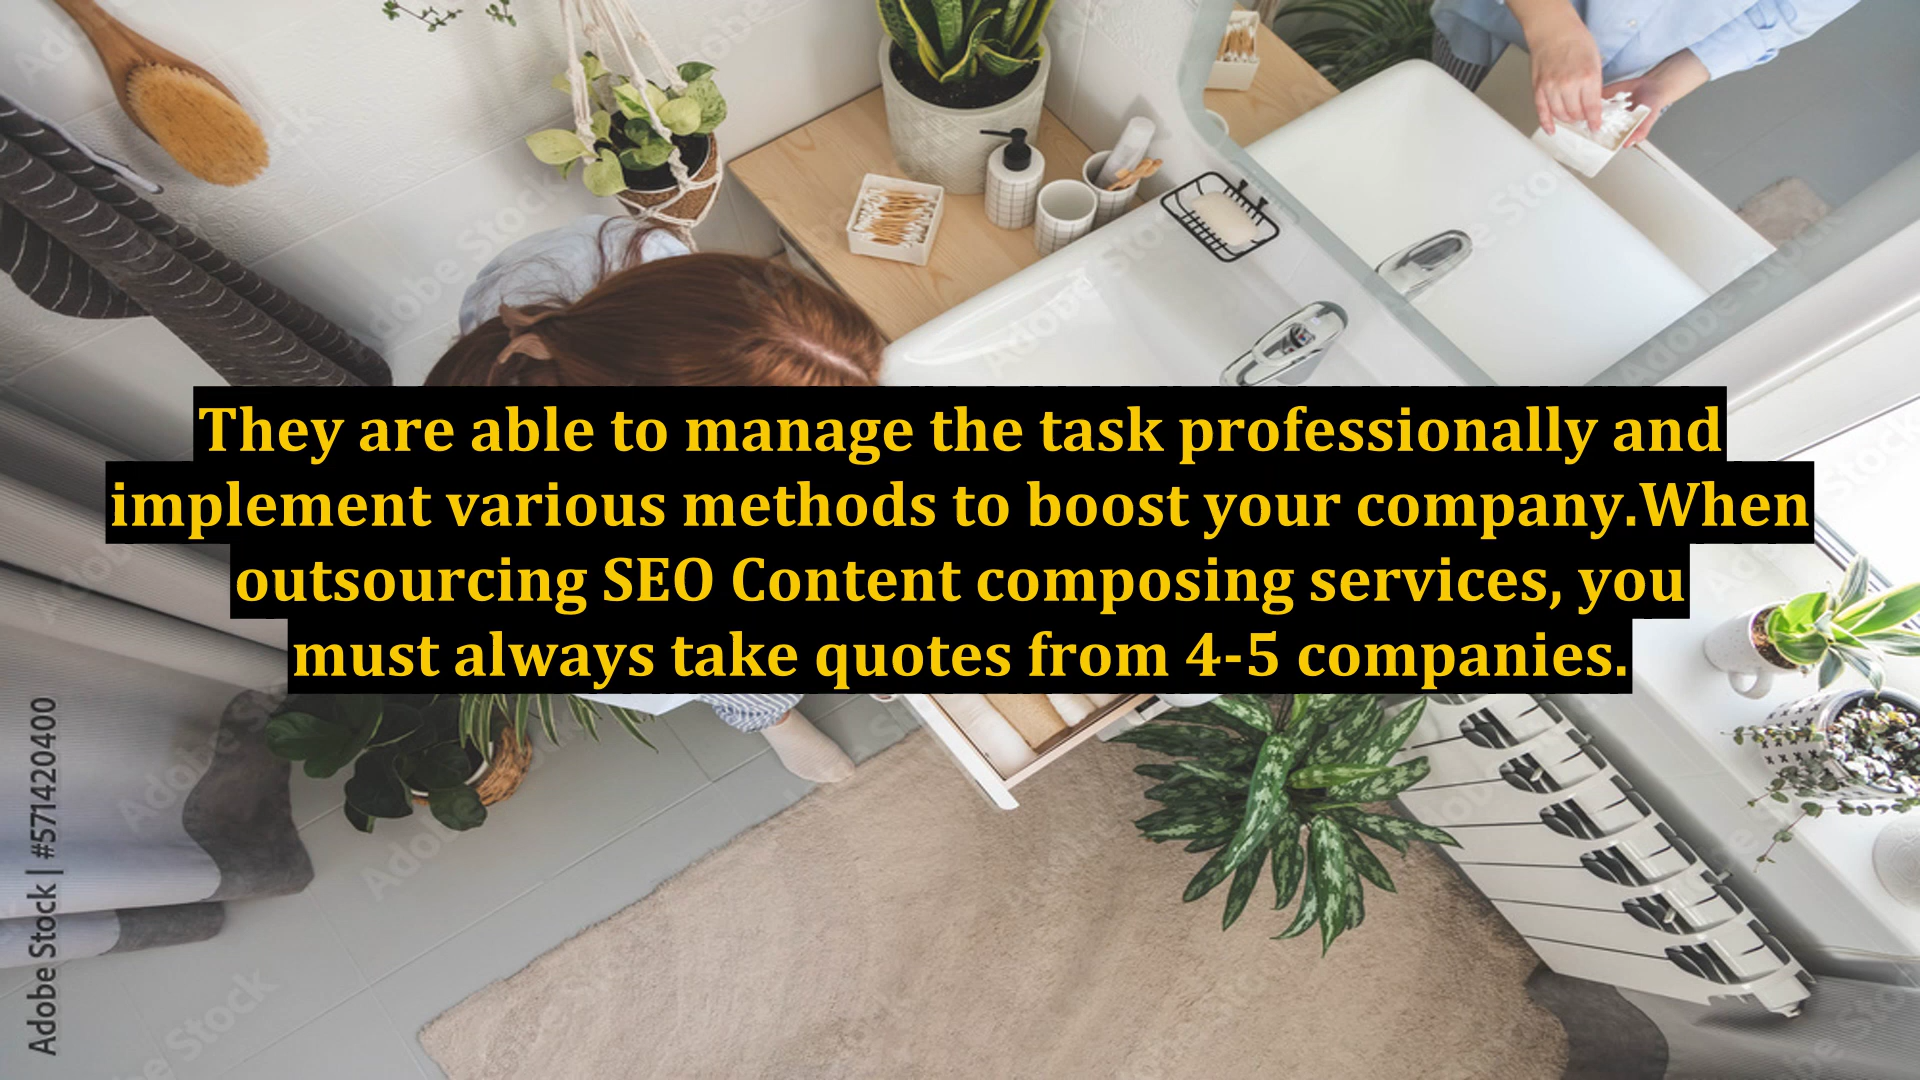 They are able to manage the task professionally and
implement various methods to boost your company.When
outsourcing SEO Content composing services, you
must always take quotes from 4-5 companies.
Adobe Stock | #571420400